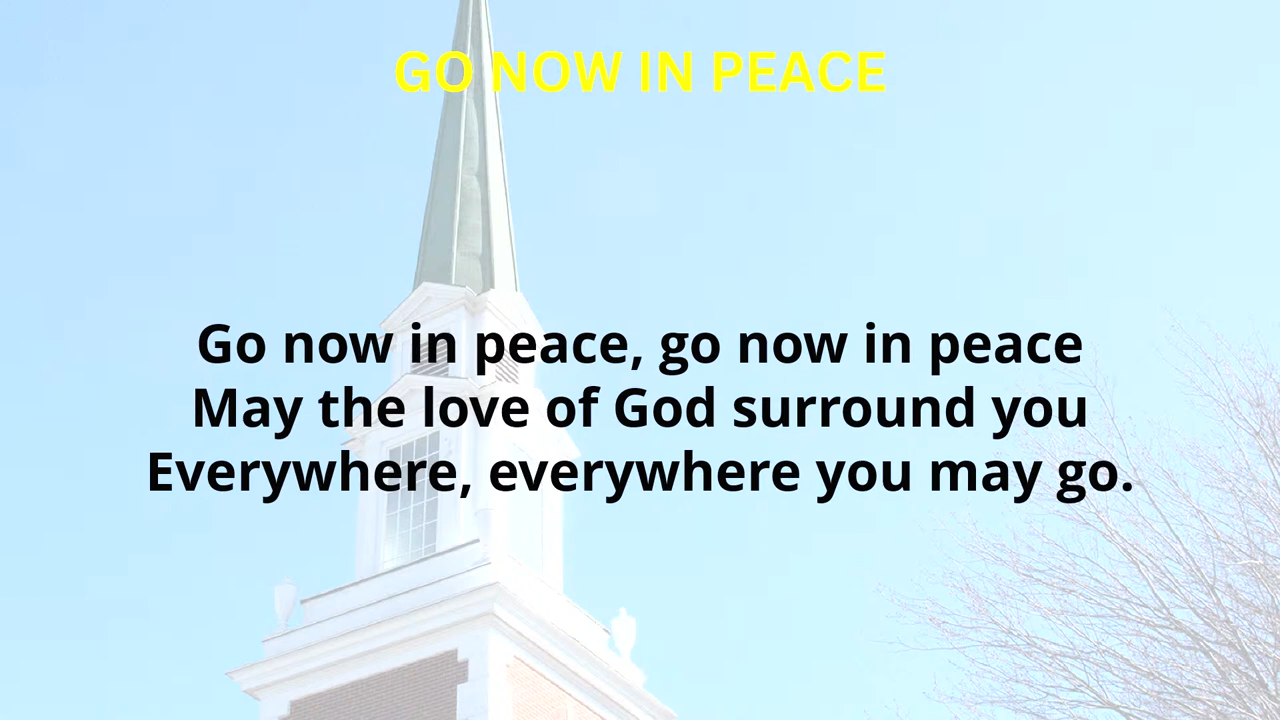 GO NOW IN PEACE
Go now in peace, go now in peace
May the love of God surround you
Everywhere, everywhere you may go.